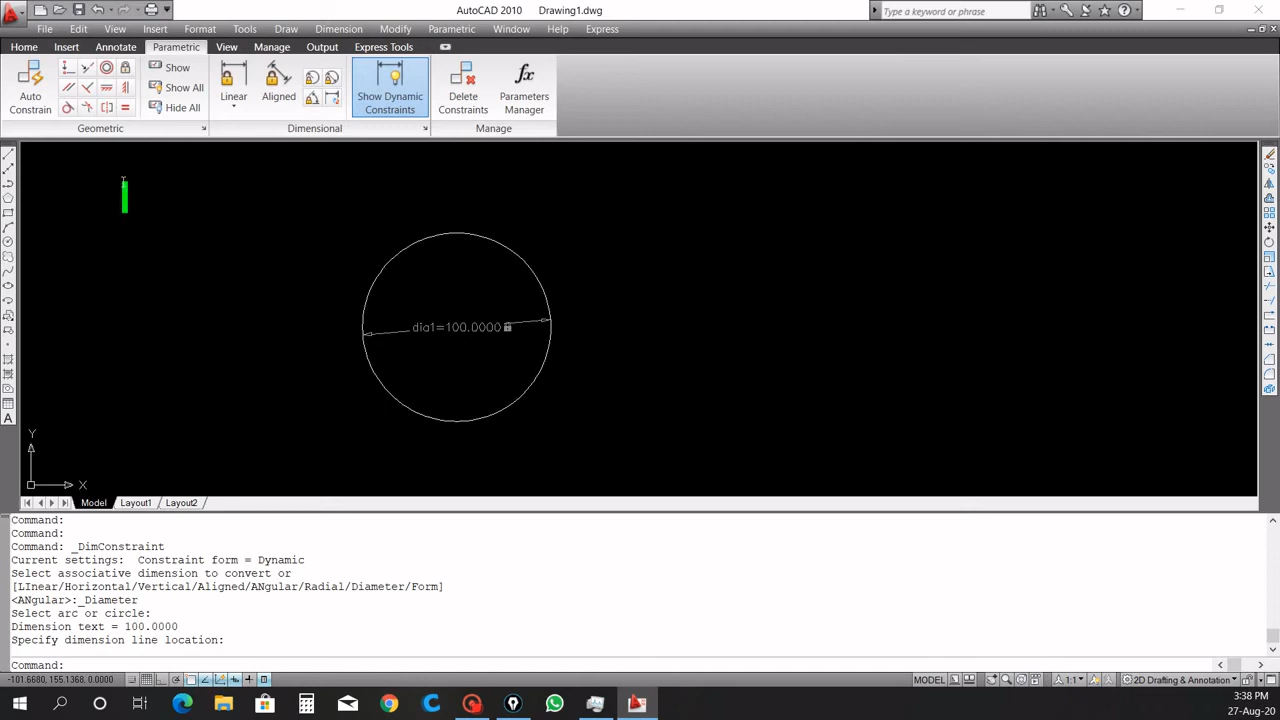 AutoCAD 2010 Drawing1.dwg
Type a keyword or phrase
File Edit View Insert Format Tools Draw Dimension Modify Parametric Window Help Express
Home Insert Annotate Parametric View Manage Output Express Tools
Auto Constrain
Show
Show All
Hide All
Linear
Aligned
Show Dynamic Constraints
Delete Constraints
fx
Parameters Manager
Geometric
Dimensional
Manage
dia1=100.0000
Y
X
Model Layout1 Layout2
Command:
Command:
Command: _DimConstraint
Current settings: Constraint form = Dynamic
Select associative dimension to convert or
[LInear/Horizontal/Vertical/Aligned/ANgular/Radial/Diameter/Form]
<ANgular>:_Diameter
Select arc or circle:
Dimension text = 100.0000
Specify dimension line location:
Command:
-101.6680, 155.1368, 0.0000
MODEL
1:1
2D Drafting & Annotation
3:38 PM
27-Aug-20